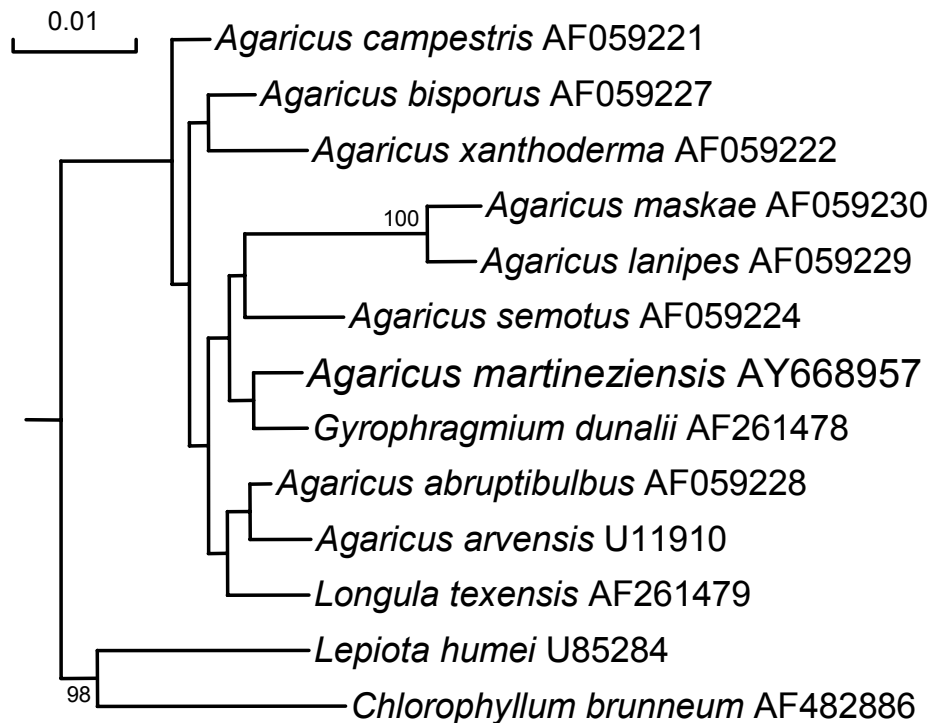 0.01
Agaricus campestris AF059221
Agaricus bisporus AF059227
Agaricus xanthoderma AF059222
Agaricus maskae AF059230
100
Agaricus lanipes AF059229
Agaricus semotus AF059224
Agaricus martineziensis AY668957
Gyrophragmium dunalii AF261478
Agaricus abruptibulbus AF059228
Agaricus arvensis U11910
Longula texensis AF261479
Lepiota humei U85284
98
Chlorophyllum brunneum AF482886